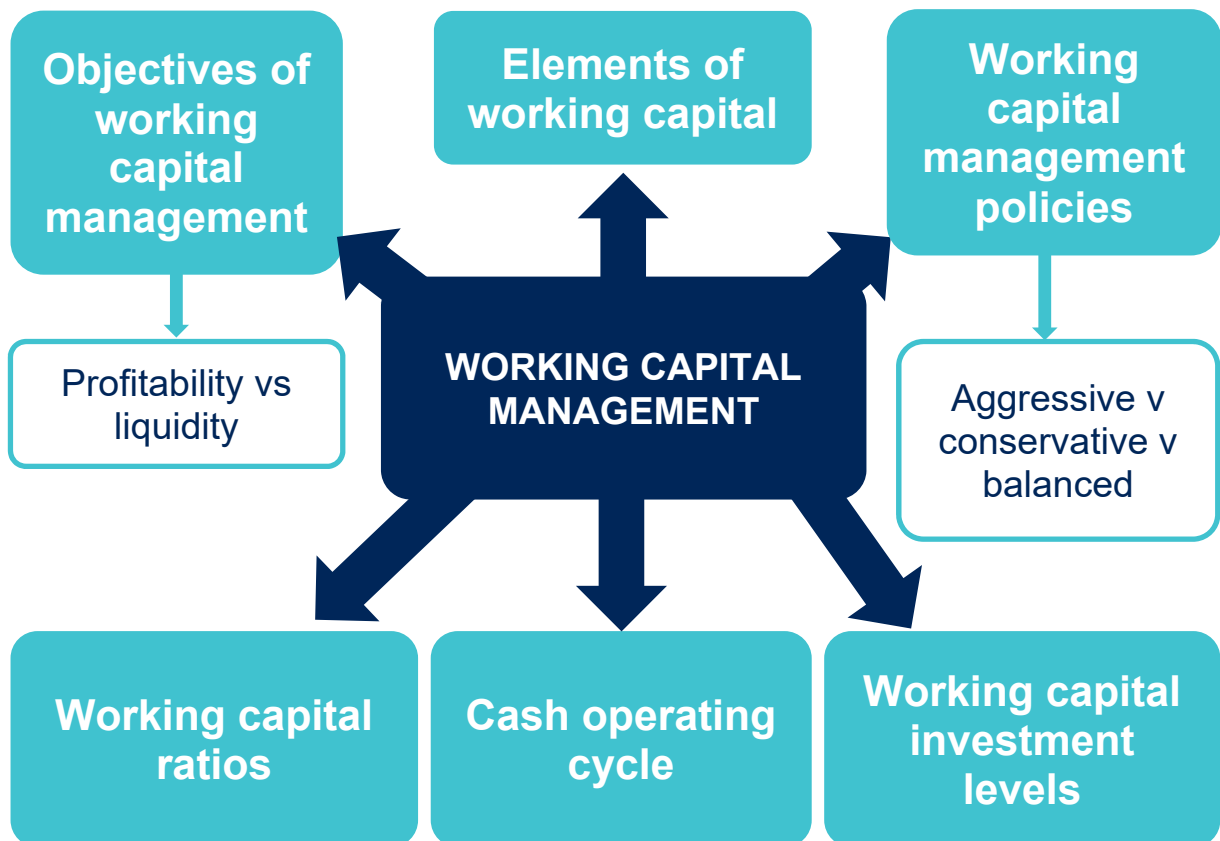 Objectives of
working
capital
management
Elements of
working capital
Working
capital
management
policies
Profitability vs
liquidity
WORKING CAPITAL
MANAGEMENT
Aggressive v
conservative v
balanced
Working capital
ratios
Cash operating
cycle
Working capital
investment
levels